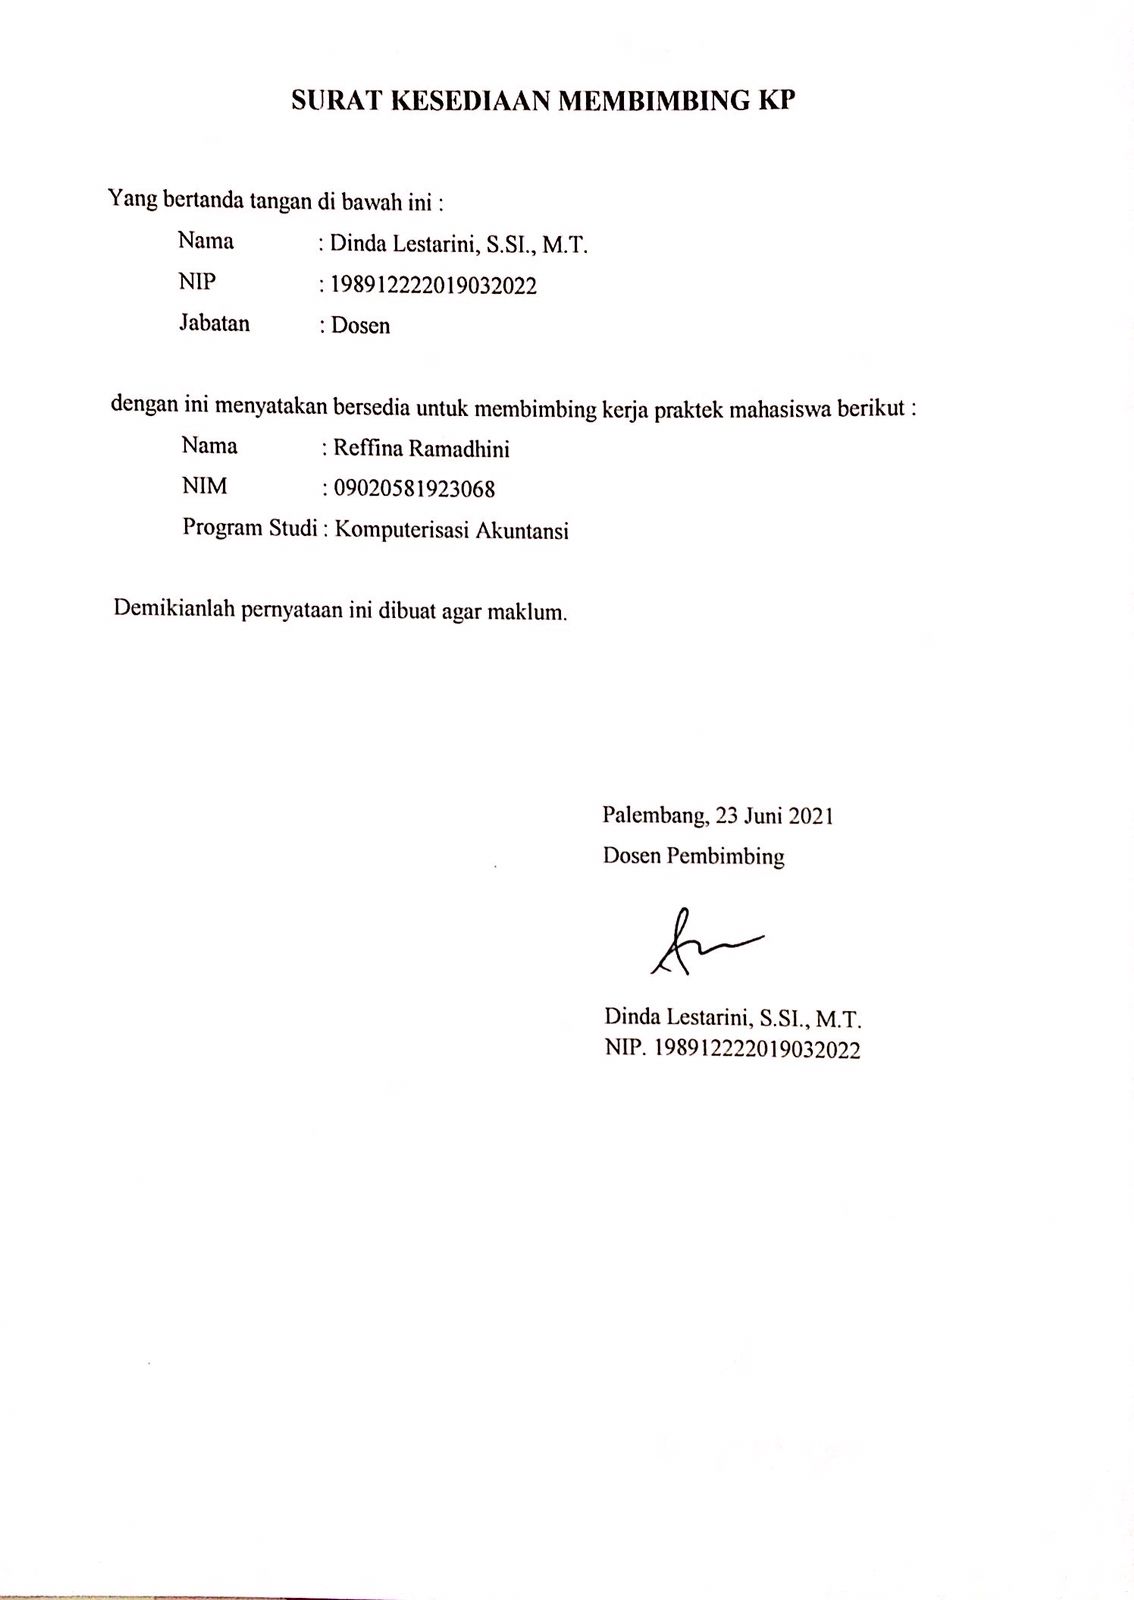 SURAT KESEDIAAN MEMBIMBING KP
Yang bertanda tangan di bawah ini :
Nama : Dinda Lestarini, S.SI., M.T.
NIP : 198912222019032022
Jabatan : Dosen
dengan ini menyatakan bersedia untuk membimbing kerja praktek mahasiswa berikut :
Nama : Reffina Ramadhini
NIM : 09020581923068
Program Studi : Komputerisasi Akuntansi
Demikianlah pernyataan ini dibuat agar maklum.
Palembang, 23 Juni 2021
Dosen Pembimbing
Dinda Lestarini, S.SI., M.T.
NIP. 198912222019032022